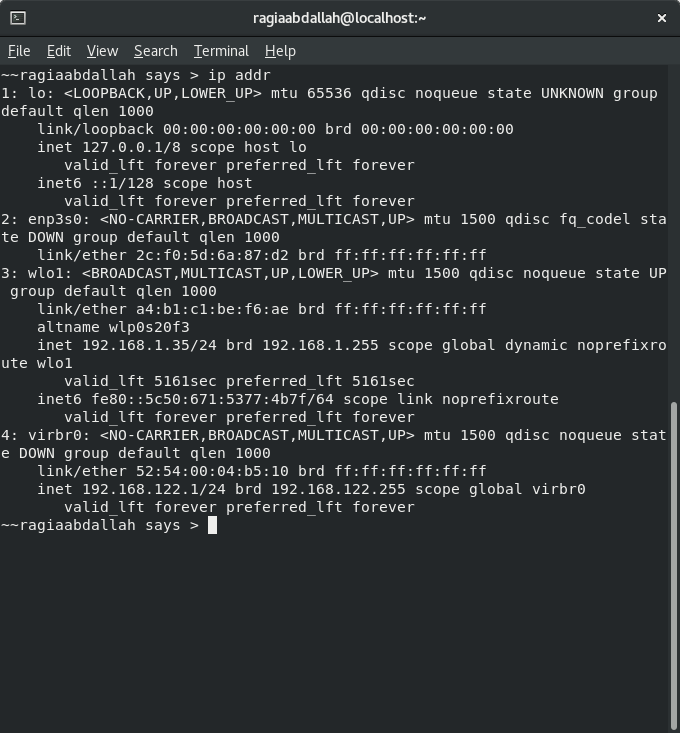 ragiaabdallah@localhost:~
File Edit View Search Terminal Help
~~ragiaabdallah says > ip addr
1: lo: <LOOPBACK,UP,LOWER_UP> mtu 65536 qdisc noqueue state UNKNOWN group
default qlen 1000
    link/loopback 00:00:00:00:00:00 brd 00:00:00:00:00:00
    inet 127.0.0.1/8 scope host lo
       valid_lft forever preferred_lft forever
    inet6 ::1/128 scope host
       valid_lft forever preferred_lft forever
2: enp3s0: <NO-CARRIER,BROADCAST,MULTICAST,UP> mtu 1500 qdisc fq_codel sta
te DOWN group default qlen 1000
    link/ether 2c:f0:5d:6a:87:d2 brd ff:ff:ff:ff:ff:ff
3: wlo1: <BROADCAST,MULTICAST,UP,LOWER_UP> mtu 1500 qdisc noqueue state UP
 group default qlen 1000
    link/ether a4:b1:c1:be:f6:ae brd ff:ff:ff:ff:ff:ff
    altname wlp0s20f3
    inet 192.168.1.35/24 brd 192.168.1.255 scope global dynamic noprefixro
ute wlo1
       valid_lft 5161sec preferred_lft 5161sec
    inet6 fe80::5c50:671:5377:4b7f/64 scope link noprefixroute
       valid_lft forever preferred_lft forever
4: virbr0: <NO-CARRIER,BROADCAST,MULTICAST,UP> mtu 1500 qdisc noqueue stat
e DOWN group default qlen 1000
    link/ether 52:54:00:04:b5:10 brd ff:ff:ff:ff:ff:ff
    inet 192.168.122.1/24 brd 192.168.122.255 scope global virbr0
       valid_lft forever preferred_lft forever
~~ragiaabdallah says >